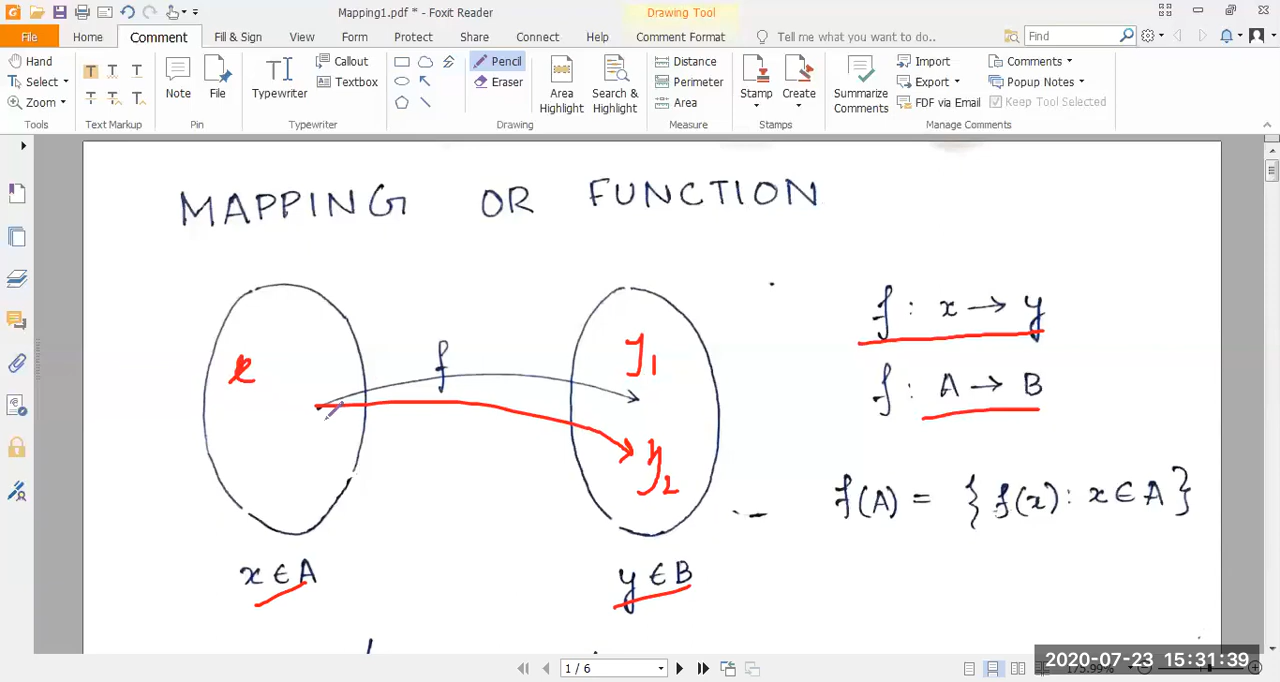 Mapping1.pdf * - Foxit Reader
Drawing Tool
File Home Comment Fill & Sign View Form Protect Share Connect Help Comment Format Tell me what you want to do.. Find
Hand
Select
Zoom
Tools
T T T
T T T
Text Markup
Note File
Pin
Typewriter
Callout
Textbox
Typewriter
Pencil
Eraser
Area Highlight
Search & Highlight
Drawing
Distance
Perimeter
Area
Measure
Stamp Create
Stamps
Summarize Comments
Import
Export
FDF via Email
Comments
Popup Notes
Keep Tool Selected
Manage Comments
MAPPING OR FUNCTION
f : x → y
f
y1
f : A → B
y2
f(A) = { f(x) : x ∈ A }
x ∈ A
y ∈ B
1 / 6
2020-07-23 15:31:39